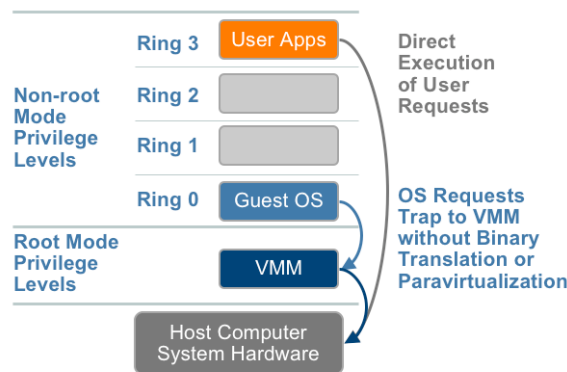 Ring 3
User Apps
Direct
Execution
of User
Requests
Non-root
Mode
Privilege
Levels
Ring 2
Ring 1
Ring 0
Guest OS
OS Requests
Trap to VMM
without Binary
Translation or
Paravirtualization
Root Mode
Privilege
Levels
VMM
Host Computer
System Hardware